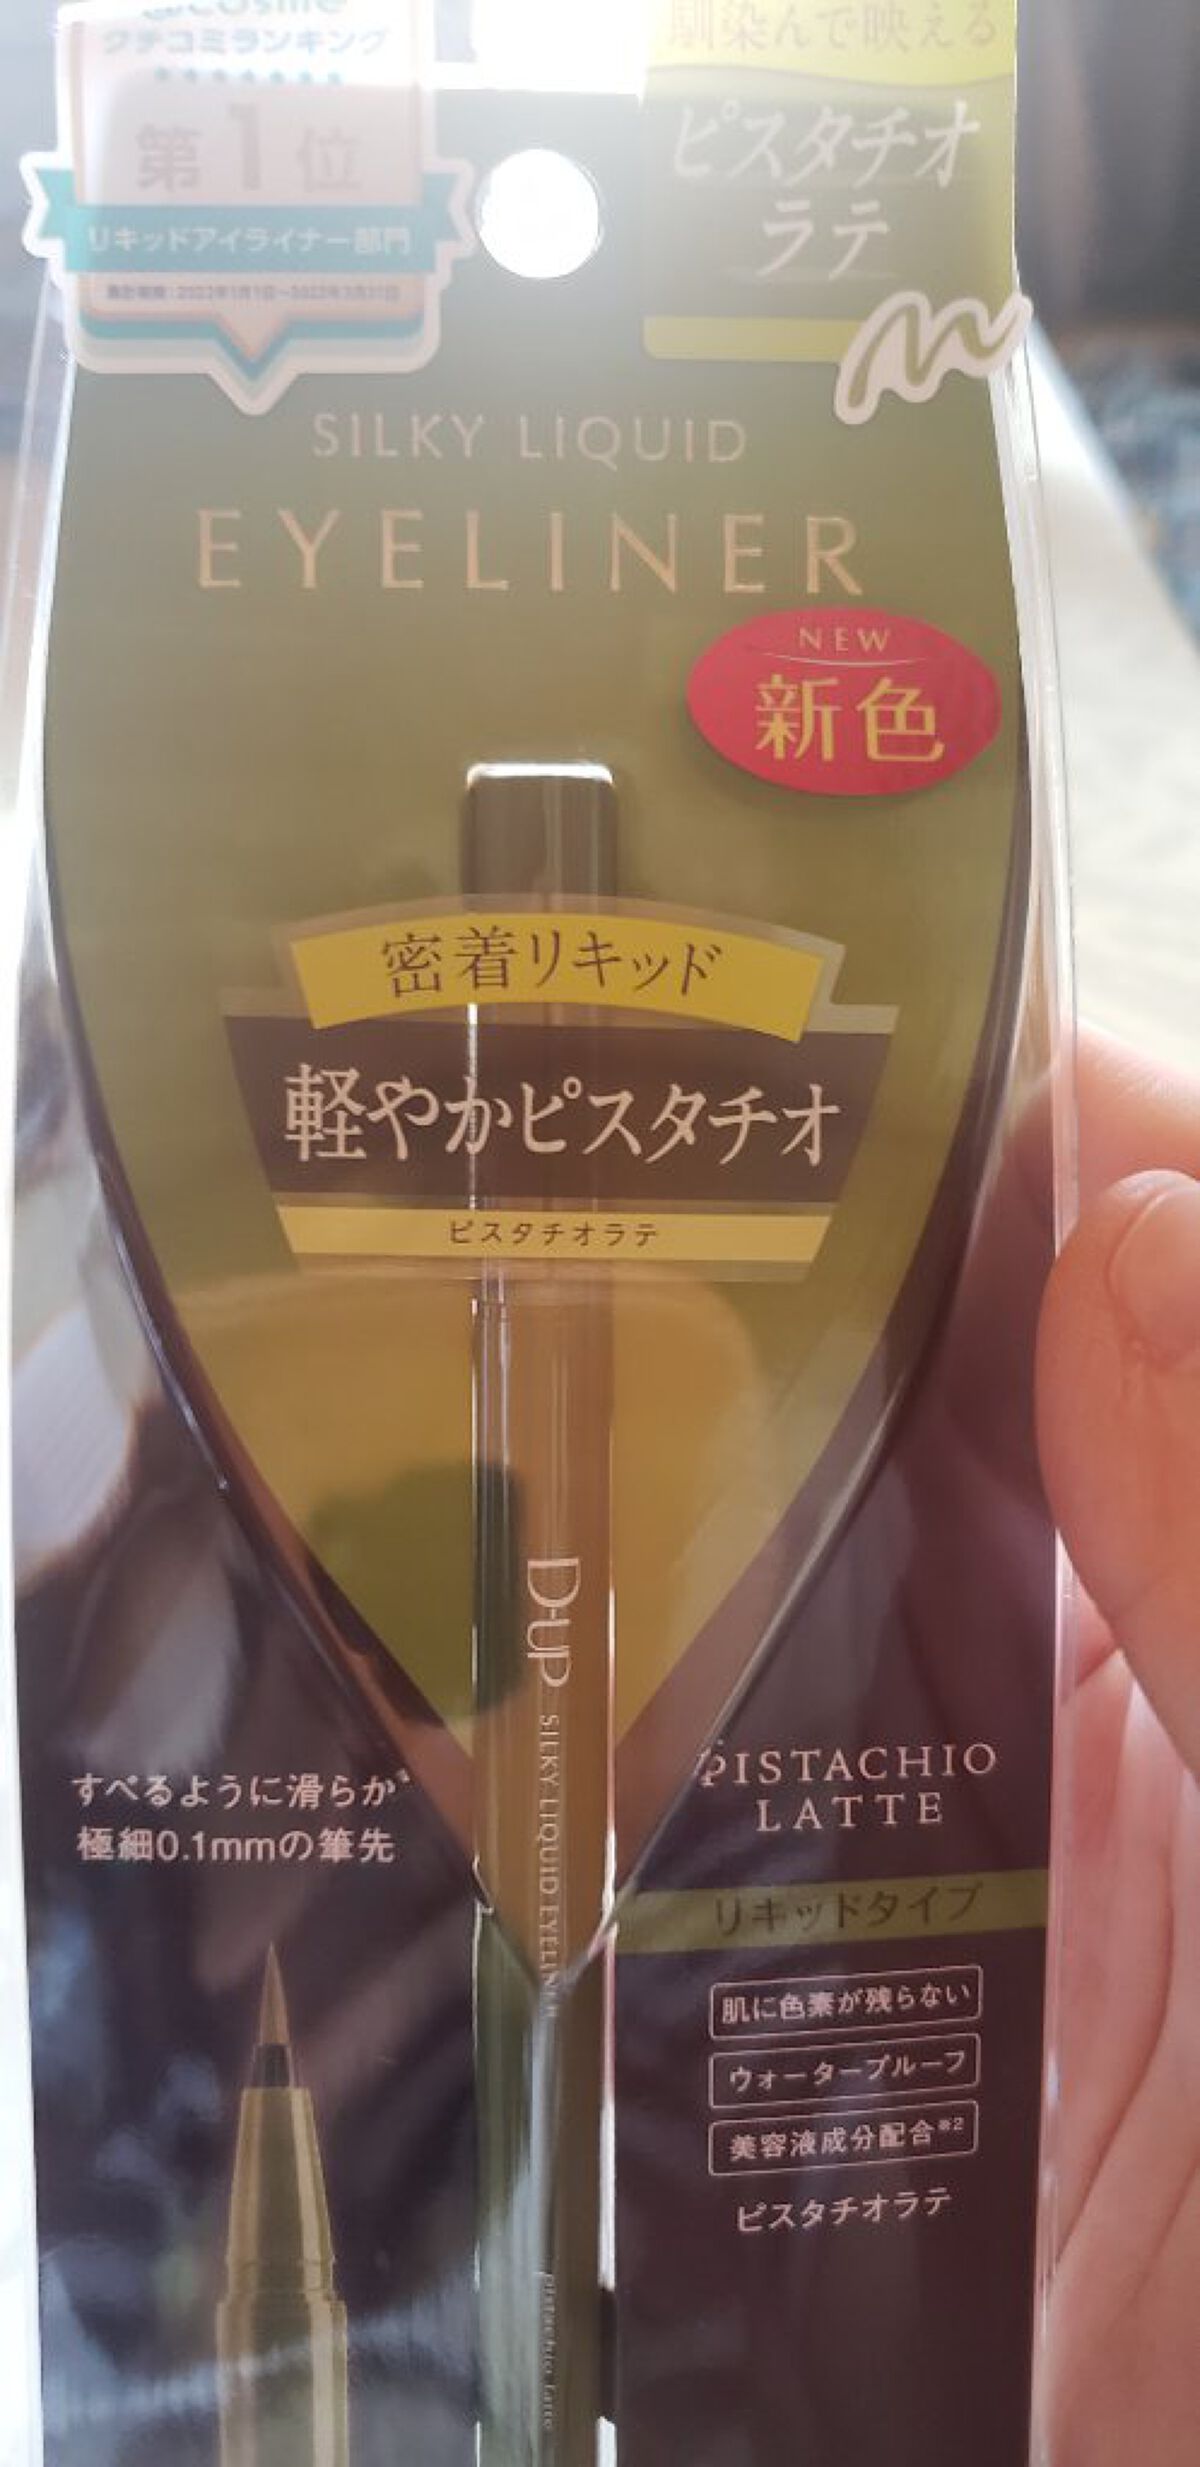 @cosme
クチコミランキング
第1位
リキッドアイライナー部門
馴染んで映える
ピスタチオ
ラテ
SILKY LIQUID
EYELINER
NEW
新色
密着リキッド
軽やかピスタチオ
ピスタチオラテ
D-UP SILKY LIQUID EYELINER
すべるように滑らか
極細0.1mmの筆先
PISTACHIO
LATTE
リキッドタイプ
肌に色素が残らない
ウォータープルーフ
美容液成分配合※2
ピスタチオラテ
pistachio latte